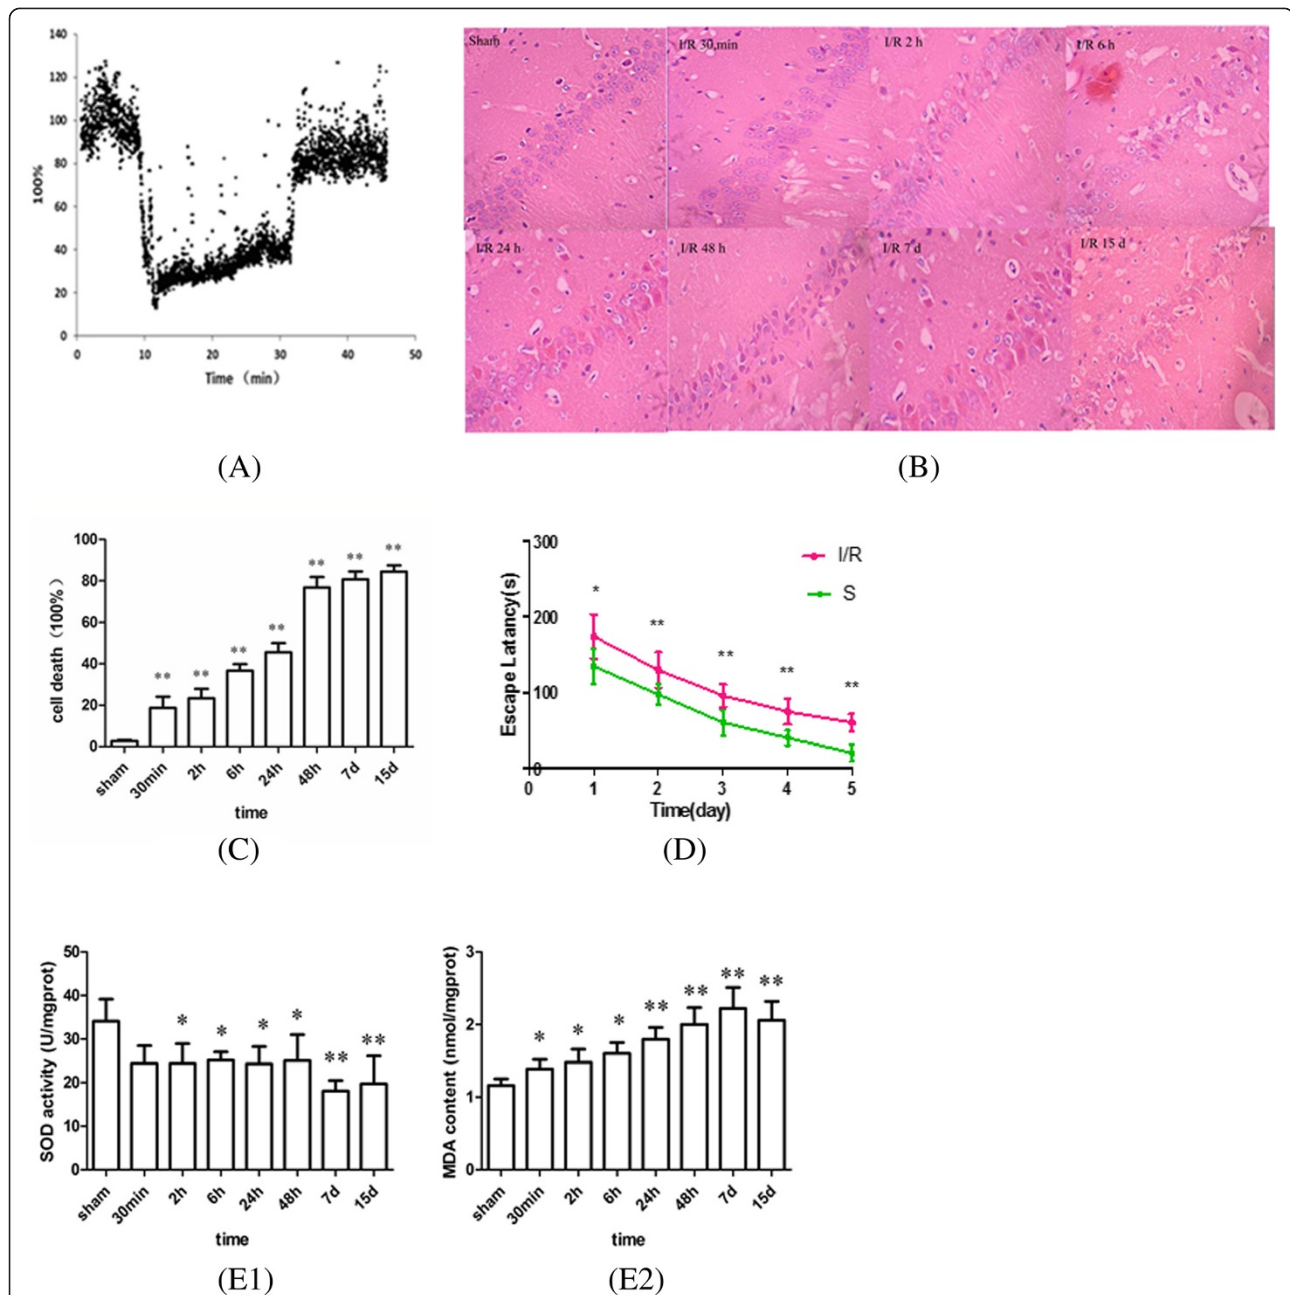 140
120
100
80
60
40
20
0
100%
0 10 20 30 40 50
Time (min)
(A)
Sham I/R 30 min I/R 2 h I/R 6 h
I/R 24 h I/R 48 h I/R 7 d I/R 15 d
(B)
100
80
60
40
20
0
cell death (100%)
** ** ** ** ** ** **
sham 30min 2h 6h 24h 48h 7d 15d
time
(C)
300
200
100
0
Escape Latancy(s)
* ** ** ** **
I/R
S
0 1 2 3 4 5
Time(day)
(D)
50
40
30
20
10
0
SOD activity (U/mgprot)
* * * * ** **
sham 30min 2h 6h 24h 48h 7d 15d
time
(E1)
3
2
1
0
MDA content (nmol/mgprot)
* * * ** ** ** **
sham 30min 2h 6h 24h 48h 7d 15d
time
(E2)